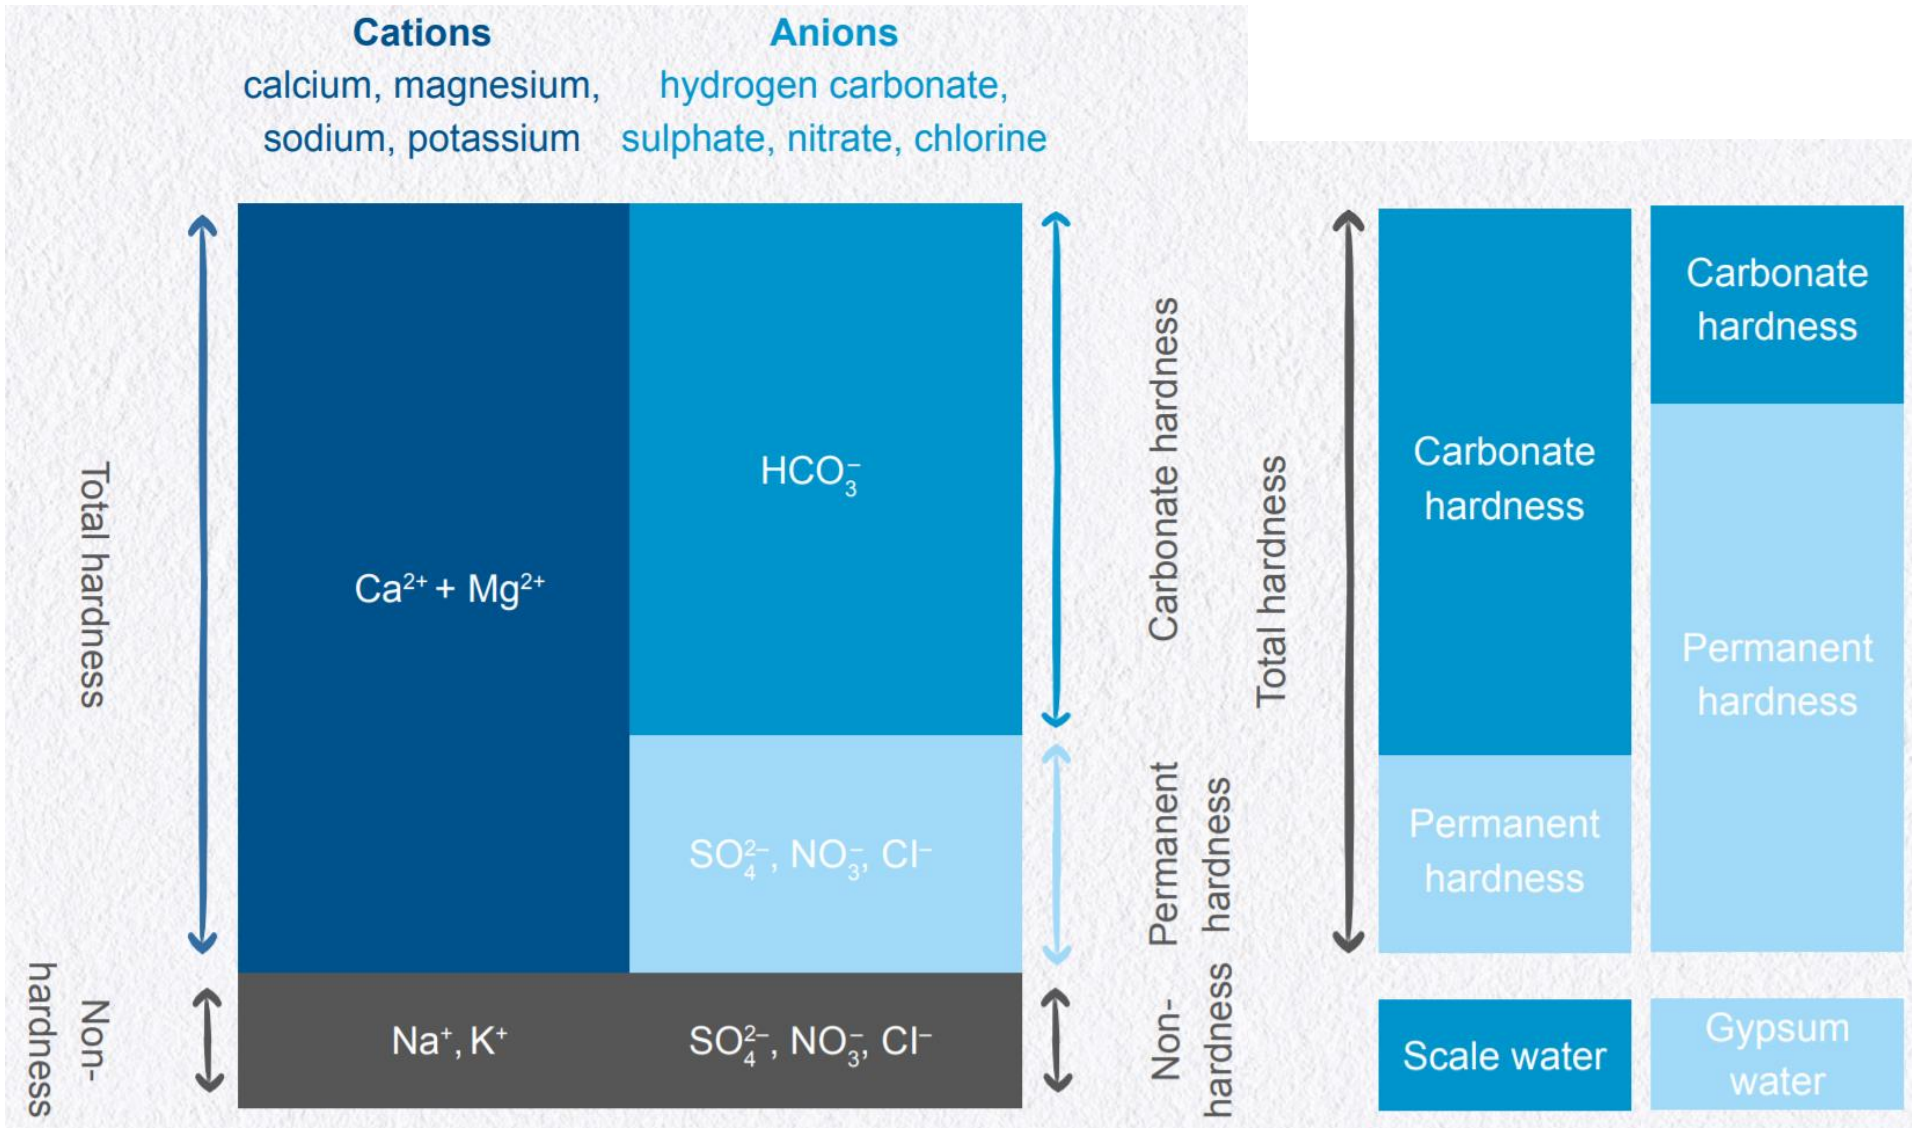 Cations
calcium, magnesium,
sodium, potassium
Anions
hydrogen carbonate,
sulphate, nitrate, chlorine
Total hardness
Non-
hardness
Ca²⁺ + Mg²⁺
HCO₃⁻
SO₄²⁻, NO₃⁻, Cl⁻
Na⁺, K⁺
SO₄²⁻, NO₃⁻, Cl⁻
Carbonate hardness
Permanent
hardness
Non-
hardness
Total hardness
Carbonate
hardness
Permanent
hardness
Scale water
Carbonate
hardness
Permanent
hardness
Gypsum
water